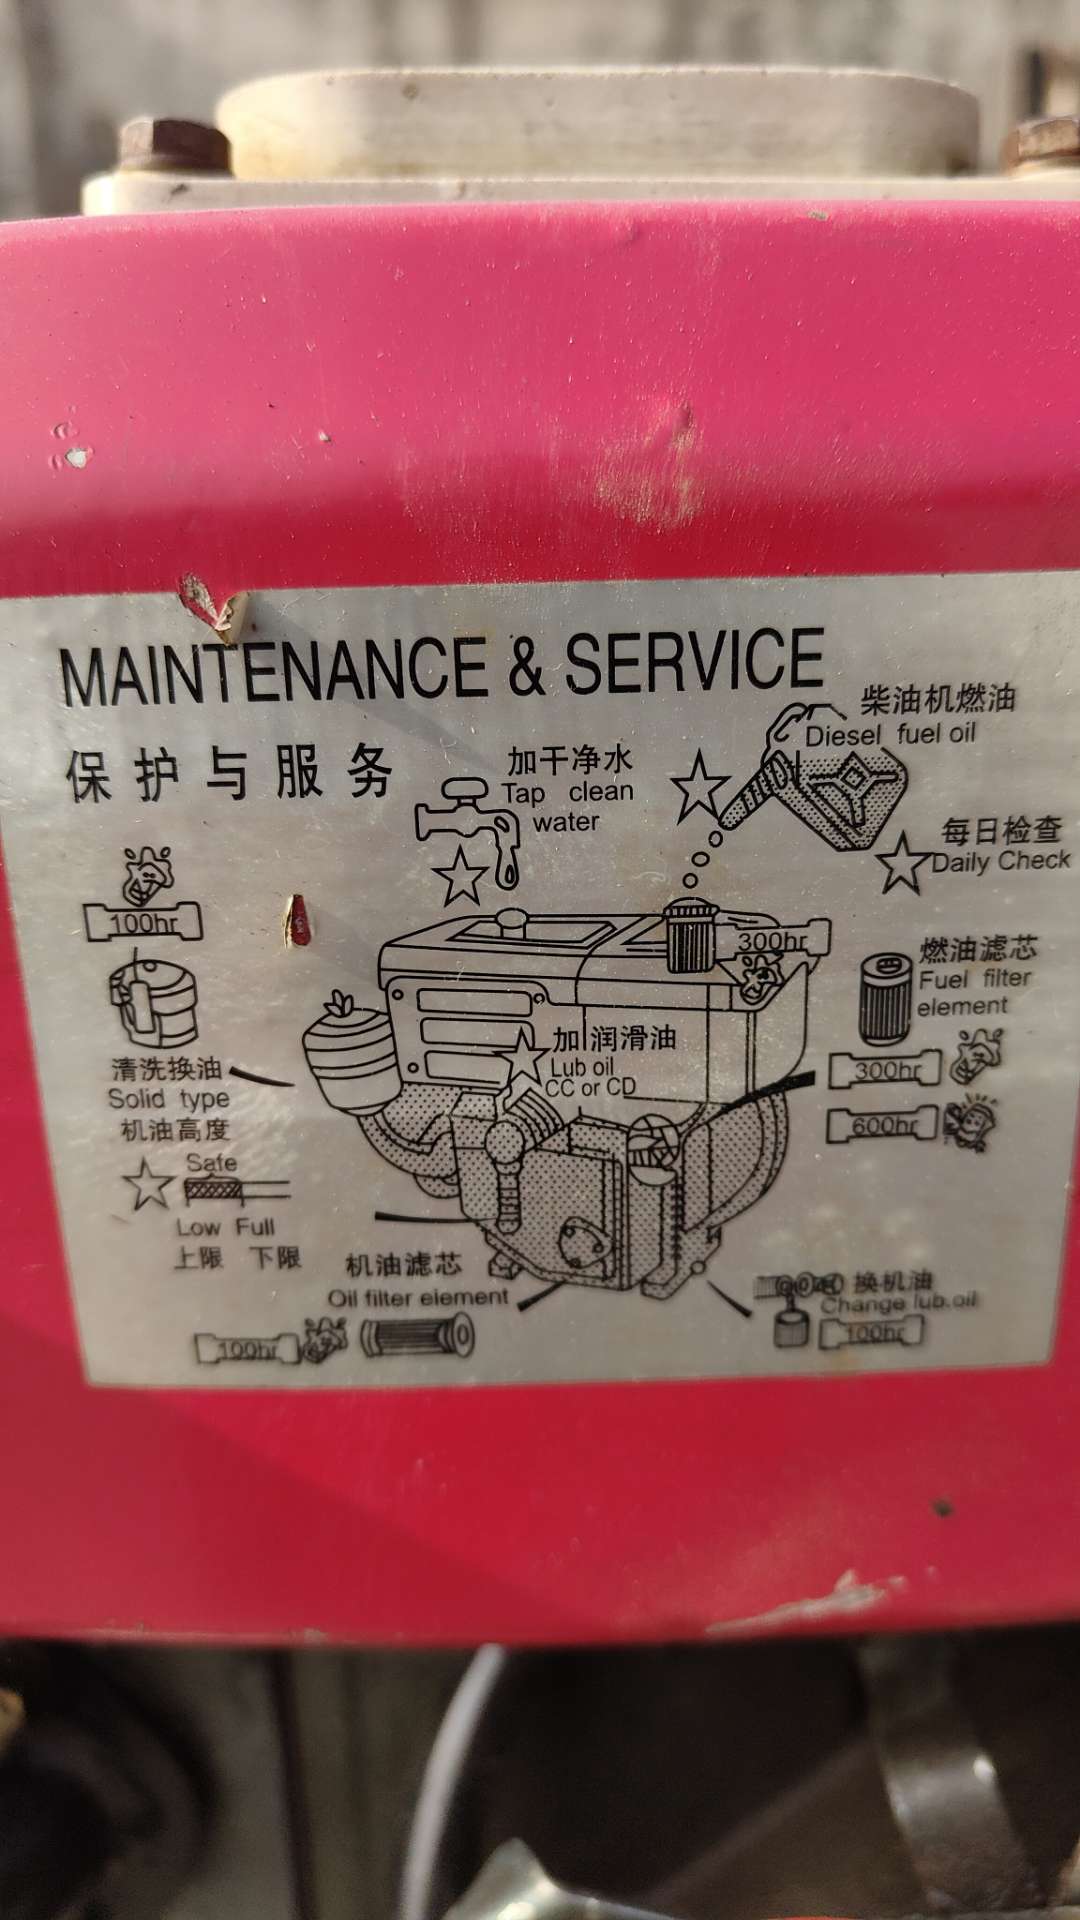 MAINTENANCE & SERVICE
保护与服务
柴油机燃油
Diesel fuel oil
加干净水
Tap clean
water
每日检查
Daily Check
100hr
300hr
燃油滤芯
Fuel filter
element
300hr
600hr
加润滑油
Lub oil
CC or CD
清洗换油
Solid type
机油高度
Safe
Low Full
上限 下限
机油滤芯
Oil filter element
100hr
换机油
Change lub.oil
100hr